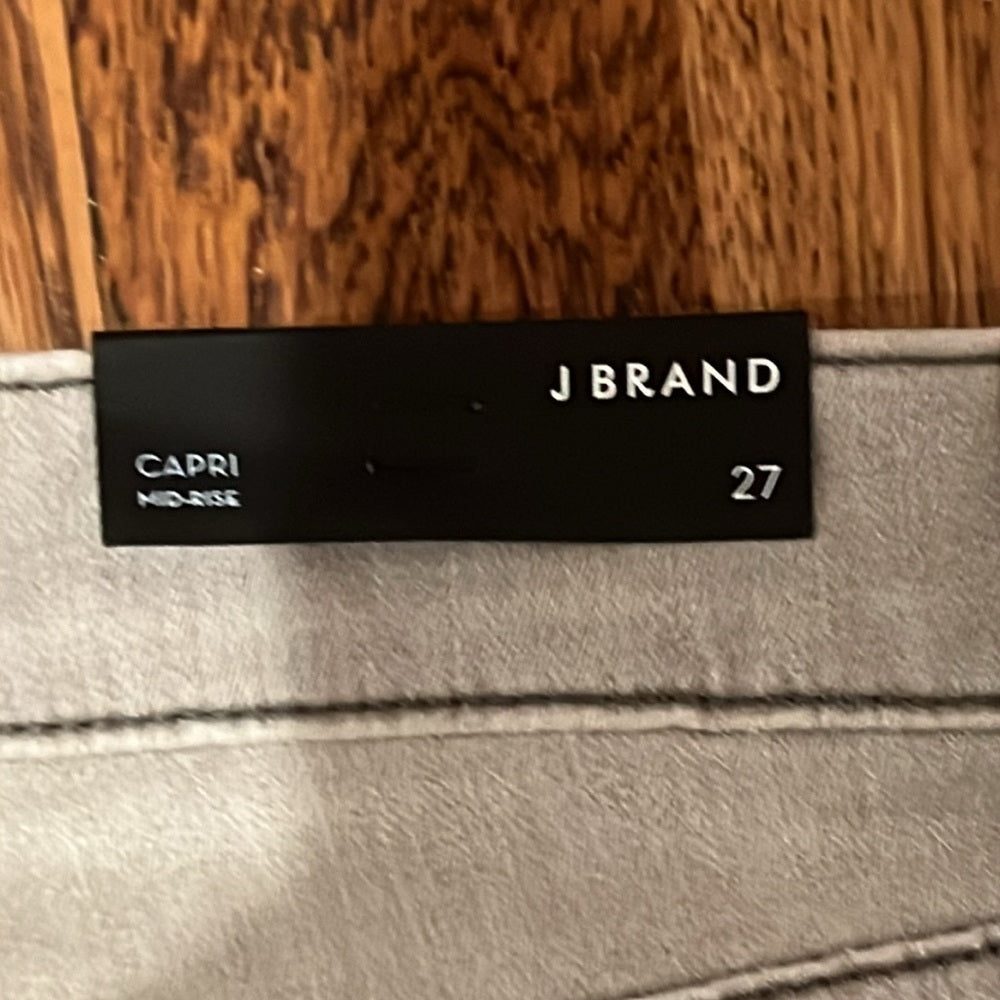 J BRAND
CAPRI
MID-RISE
27